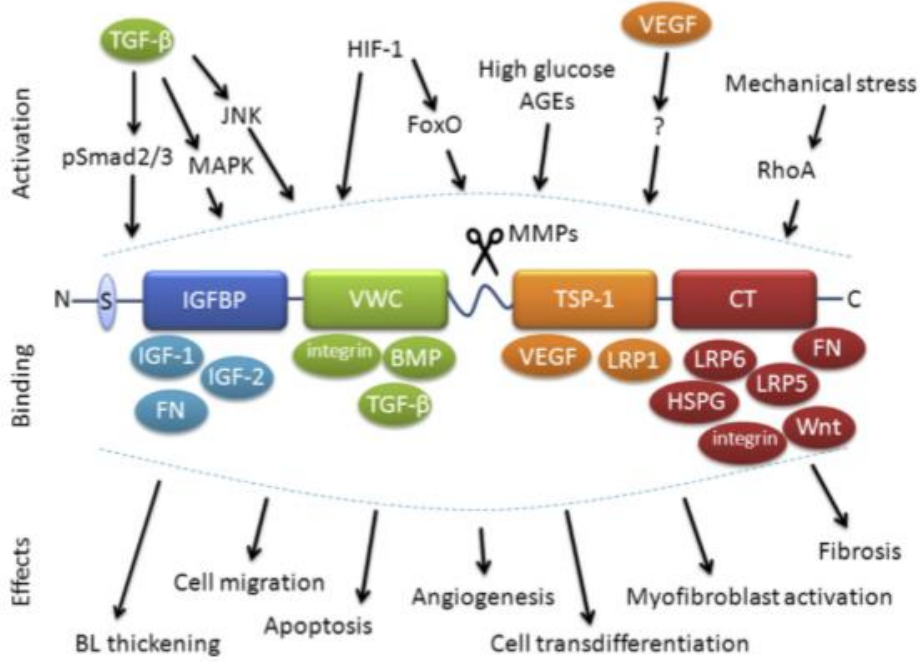 Activation
TGF-β
HIF-1
VEGF
High glucose
AGEs
Mechanical stress
JNK
FoxO
?
pSmad2/3
MAPK
RhoA
MMPs
N
S
IGFBP
VWC
TSP-1
CT
C
Binding
IGF-1
IGF-2
FN
integrin
BMP
TGF-β
VEGF
LRP1
LRP6
FN
LRP5
HSPG
Wnt
integrin
Effects
Fibrosis
Cell migration
Angiogenesis
Myofibroblast activation
Apoptosis
BL thickening
Cell transdifferentiation